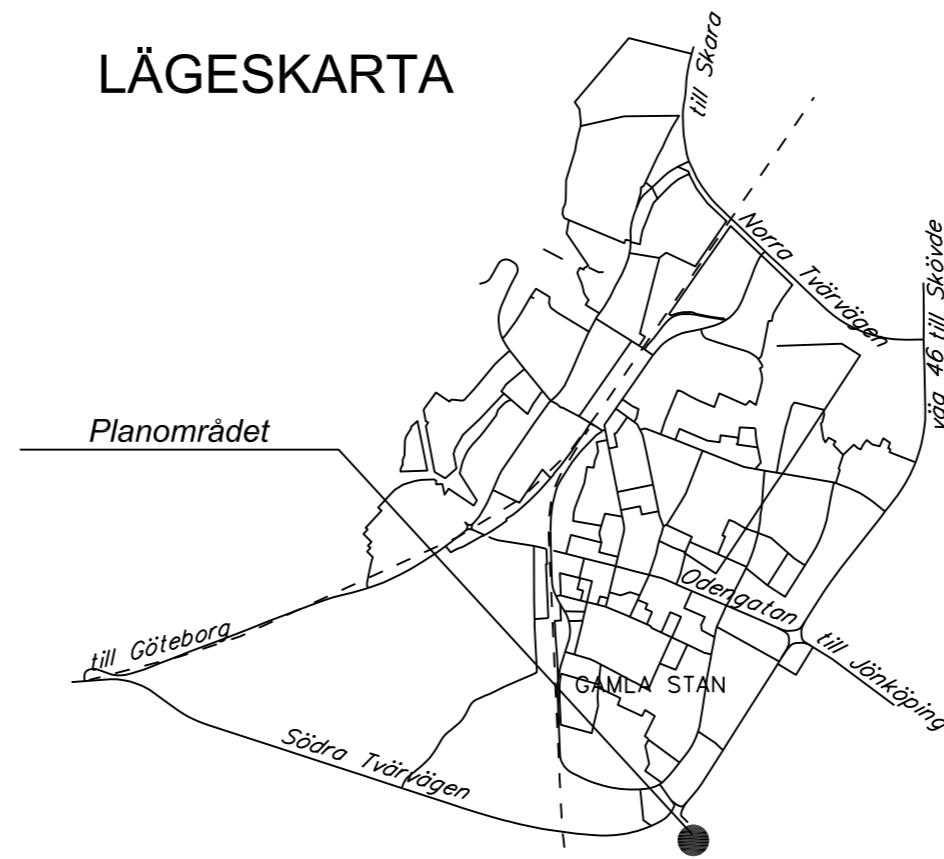 LÄGESKARTA
till Skara
Norra Tvärvägen
väg 46 till Skövde
Planområdet
Odengatan
till Göteborg
till Jönköping
GAMLA STAN
Södra Tvärvägen